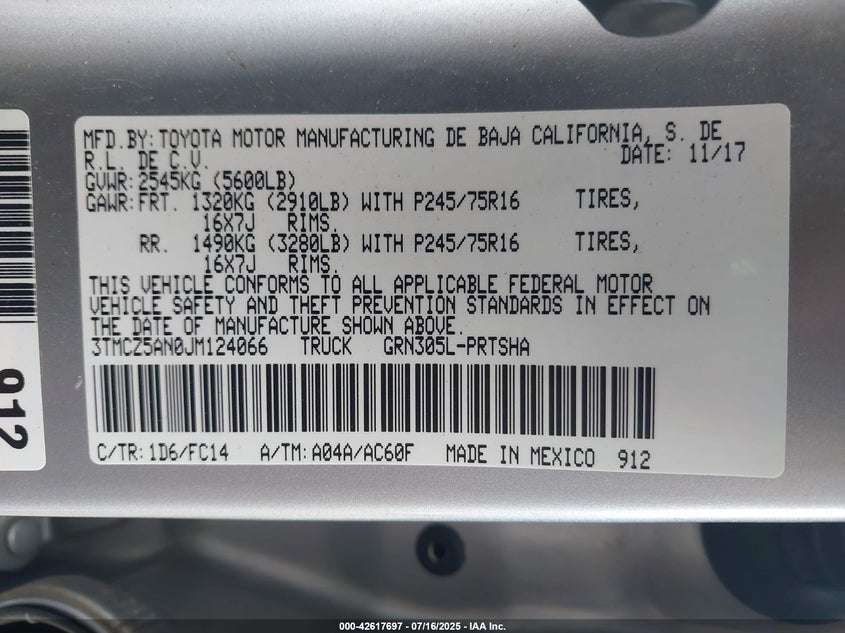 MFD.BY:TOYOTA MOTOR MANUFACTURING DE BAJA CALIFORNIA, S. DE
R.L. DE C.V. DATE: 11/17
GVWR:2545KG (5600LB)
GAWR:FRT. 1320KG (2910LB) WITH P245/75R16 TIRES,
16X7J RIMS.
RR. 1490KG (3280LB) WITH P245/75R16 TIRES,
16X7J RIMS.
THIS VEHICLE CONFORMS TO ALL APPLICABLE FEDERAL MOTOR
VEHICLE SAFETY AND THEFT PREVENTION STANDARDS IN EFFECT ON
THE DATE OF MANUFACTURE SHOWN ABOVE.
3TMCZ5AN0JM124066 TRUCK GRN305L-PRTSHA
C/TR:1D6/FC14 A/TM:A04A/AC60F MADE IN MEXICO 912
912
000-42617697 - 07/16/2025 - IAA Inc.